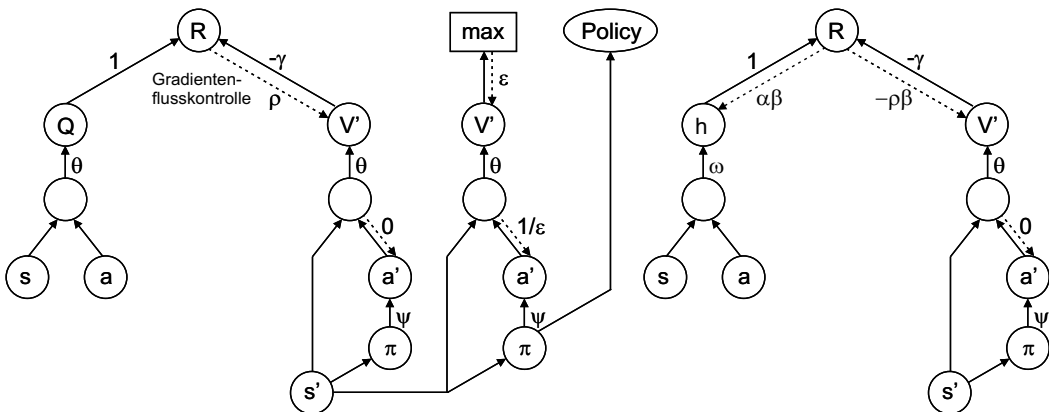 R
max
Policy
R
1
-γ
ε
1
-γ
Gradienten-
flusskontrolle
ρ
αβ
−ρβ
Q
V'
V'
h
V'
θ
θ
θ
ω
θ
0
1/ε
0
s
a
a'
a'
s
a
a'
ψ
ψ
ψ
π
π
π
s'
s'